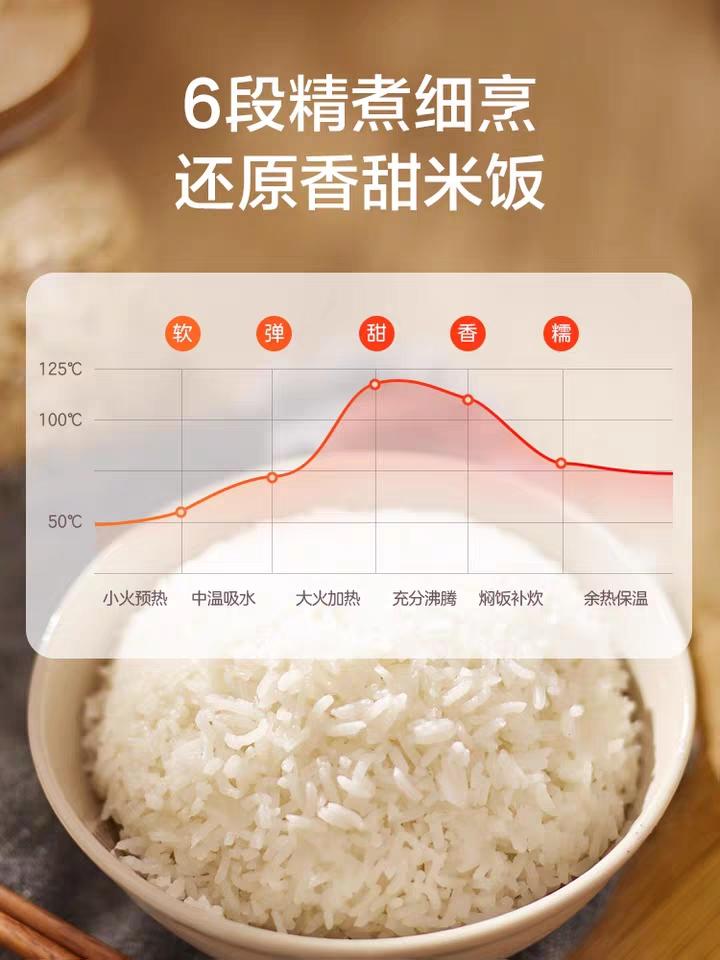 6段精煮细烹
还原香甜米饭
软 弹 甜 香 糯
125℃
100℃
50℃
小火预热 中温吸水 大火加热 充分沸腾 焖饭补炊 余热保温